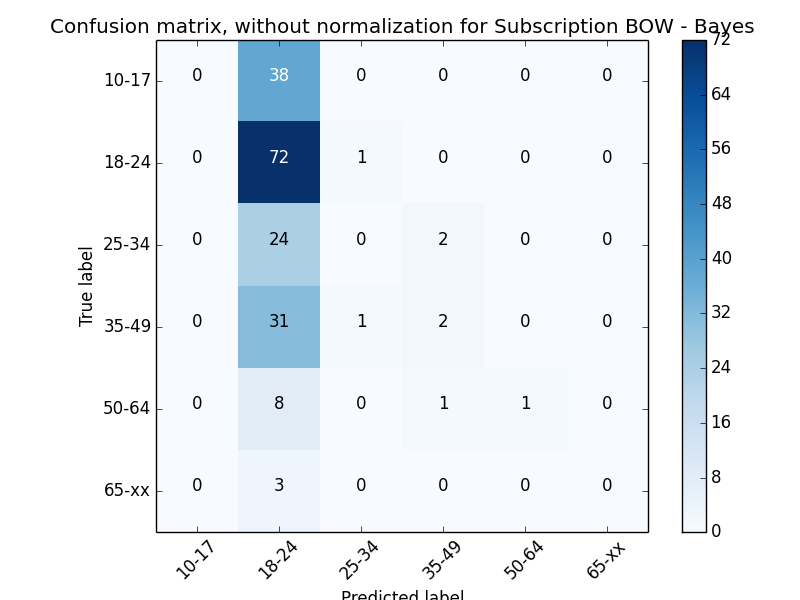 Confusion matrix, without normalization for Subscription BOW - Bayes
72
10-17 0 38 0 0 0 0
64
18-24 0 72 1 0 0 0
56
48
25-34 0 24 0 2 0 0
40
True label
35-49 0 31 1 2 0 0
32
24
50-64 0 8 0 1 1 0
16
65-xx 0 3 0 0 0 0
8
0
10-17 18-24 25-34 35-49 50-64 65-xx
Predicted label